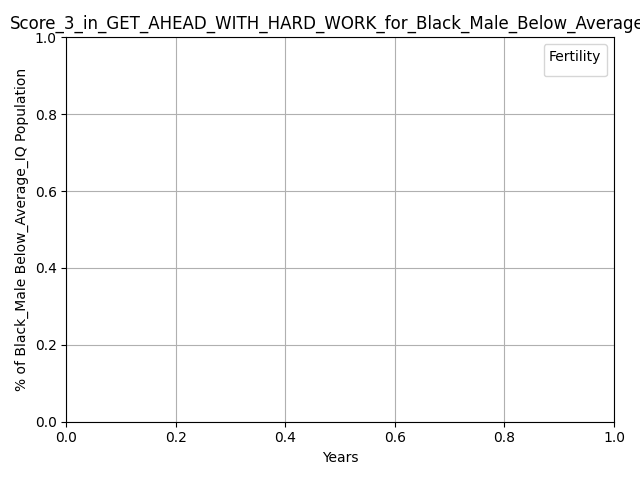 Score_3_in_GET_AHEAD_WITH_HARD_WORK_for_Black_Male_Below_Average
Fertility
% of Black_Male Below_Average_IQ Population
1.0
0.8
0.6
0.4
0.2
0.0
0.0 0.2 0.4 0.6 0.8 1.0
Years